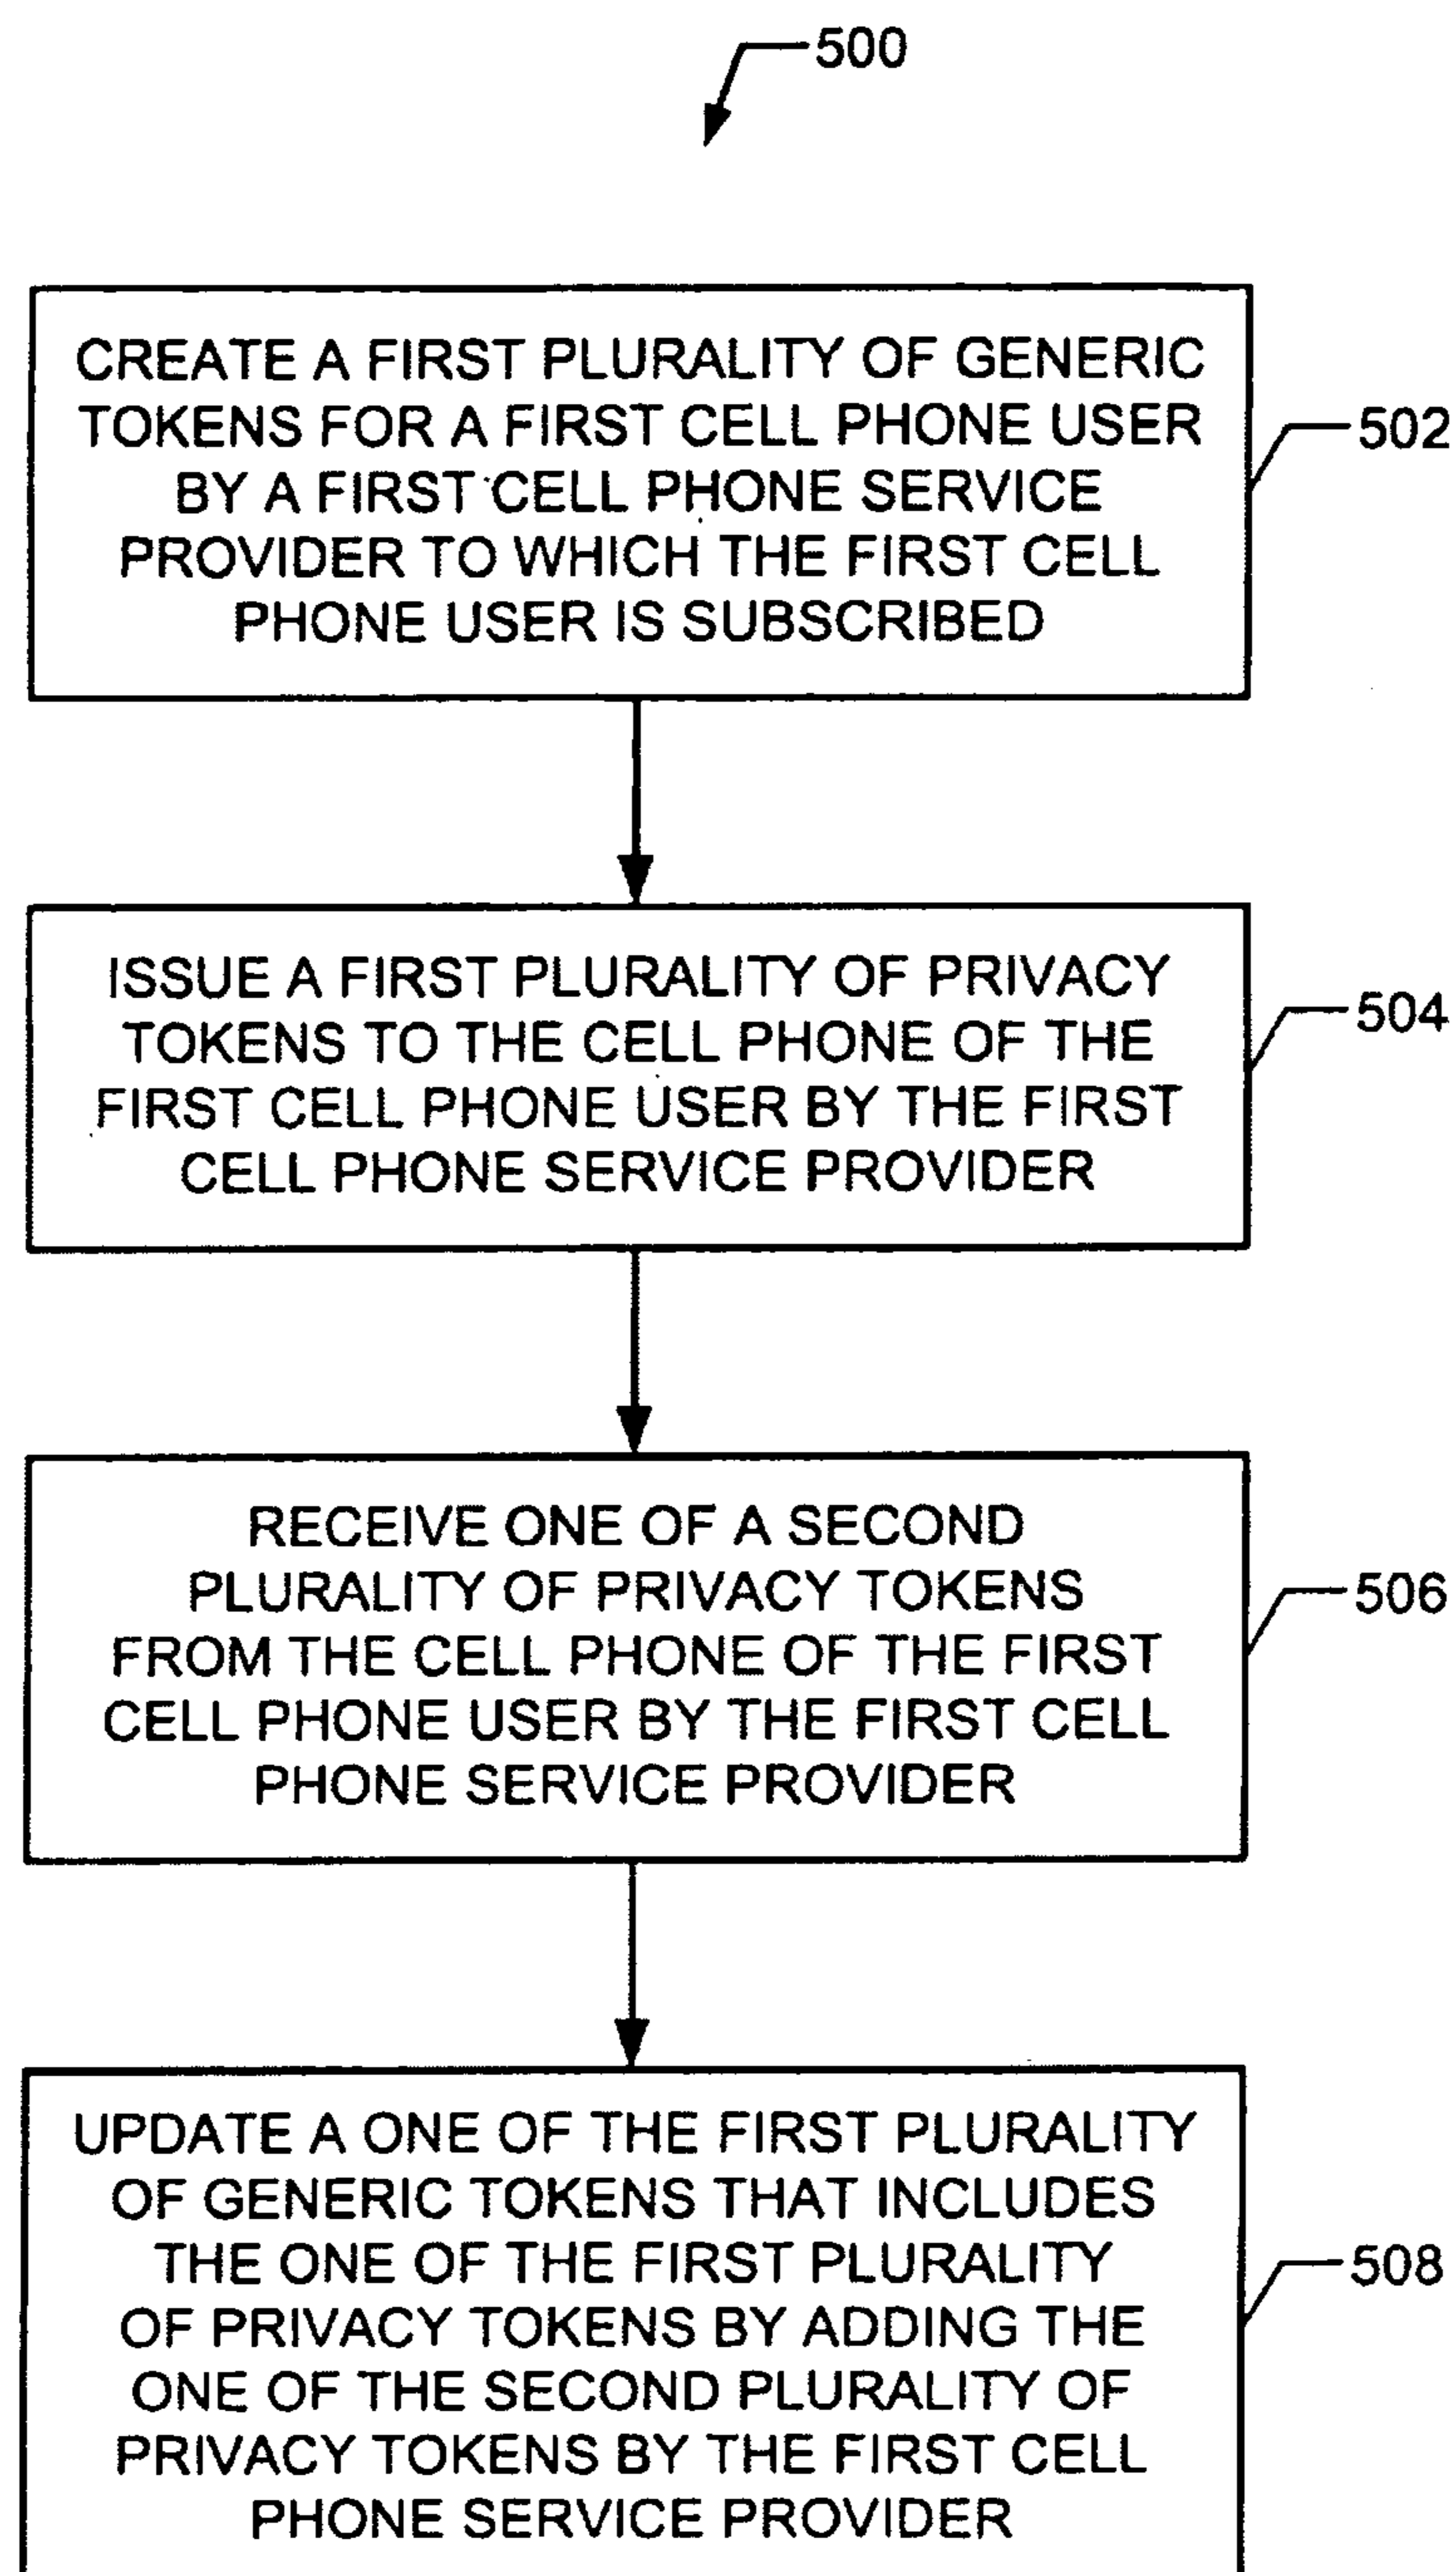 500
CREATE A FIRST PLURALITY OF GENERIC
TOKENS FOR A FIRST CELL PHONE USER
BY A FIRST CELL PHONE SERVICE
PROVIDER TO WHICH THE FIRST CELL
PHONE USER IS SUBSCRIBED
502
ISSUE A FIRST PLURALITY OF PRIVACY
TOKENS TO THE CELL PHONE OF THE
FIRST CELL PHONE USER BY THE FIRST
CELL PHONE SERVICE PROVIDER
504
RECEIVE ONE OF A SECOND
PLURALITY OF PRIVACY TOKENS
FROM THE CELL PHONE OF THE FIRST
CELL PHONE USER BY THE FIRST CELL
PHONE SERVICE PROVIDER
506
UPDATE A ONE OF THE FIRST PLURALITY
OF GENERIC TOKENS THAT INCLUDES
THE ONE OF THE FIRST PLURALITY
OF PRIVACY TOKENS BY ADDING THE
ONE OF THE SECOND PLURALITY OF
PRIVACY TOKENS BY THE FIRST CELL
PHONE SERVICE PROVIDER
508